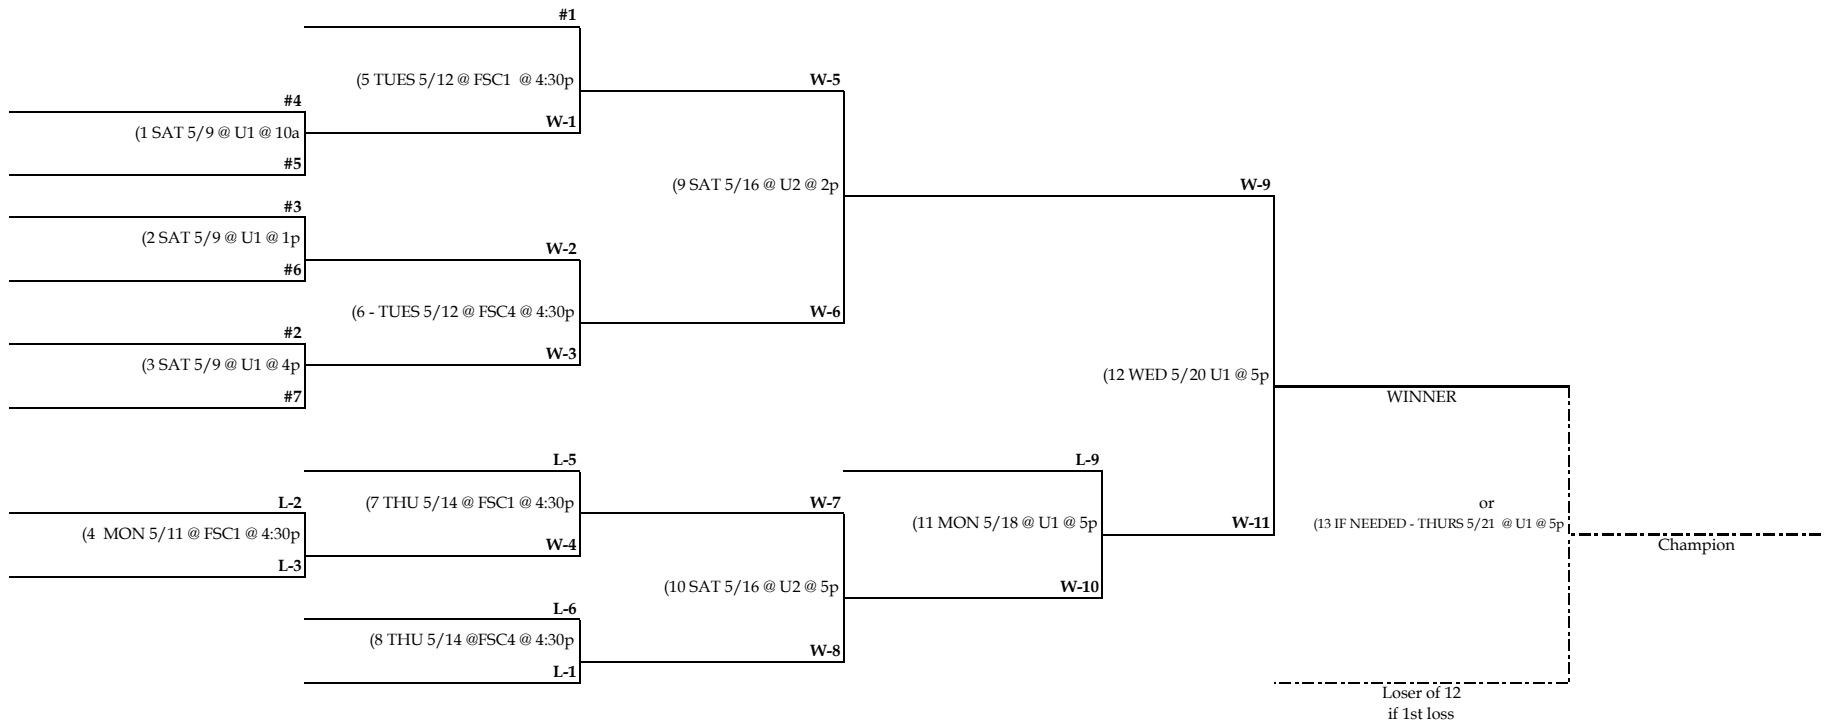 #1
(5 TUES 5/12 @ FSC1  @ 4:30p
W-5
#4
(1 SAT 5/9 @ U1 @ 10a
W-1
#5
(9 SAT 5/16 @ U2 @ 2p
W-9
#3
(2 SAT 5/9 @ U1 @ 1p
W-2
#6
(6 - TUES 5/12 @ FSC4 @ 4:30p
W-6
#2
(3 SAT 5/9 @ U1 @ 4p
W-3
#7
(12 WED 5/20 U1 @ 5p
WINNER
L-5
L-9
L-2
(7 THU 5/14 @ FSC1 @ 4:30p
W-7
or
(4  MON 5/11 @ FSC1 @ 4:30p
W-4
(11 MON 5/18 @ U1 @ 5p
W-11
(13 IF NEEDED - THURS 5/21  @ U1 @ 5p
Champion
L-3
(10 SAT 5/16 @ U2 @ 5p
W-10
L-6
(8 THU 5/14 @FSC4 @ 4:30p
W-8
L-1
Loser of 12
if 1st loss